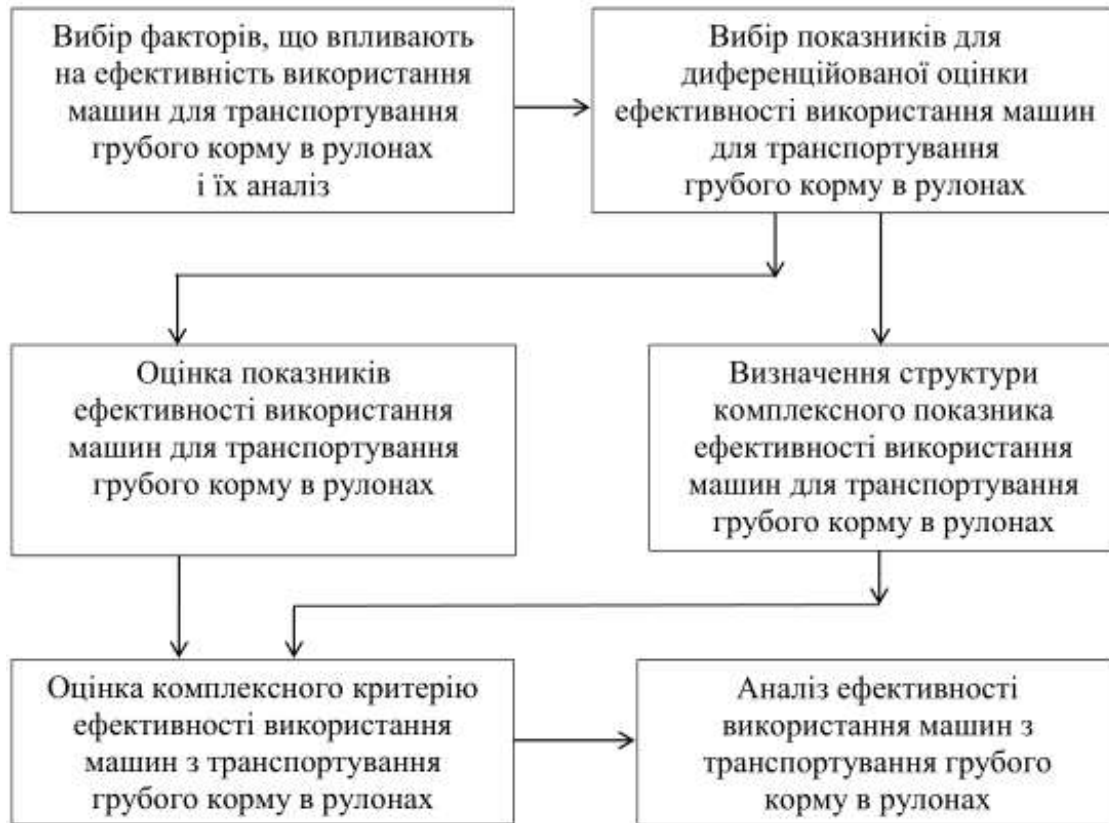 Вибір факторів, що впливають
на ефективність використання
машин для транспортування
грубого корму в рулонах
і їх аналіз
Вибір показників для
диференційованої оцінки
ефективності використання машин
для транспортування
грубого корму в рулонах
Оцінка показників
ефективності використання
машин для транспортування
грубого корму в рулонах
Визначення структури
комплексного показника
ефективності використання
машин для транспортування
грубого корму в рулонах
Оцінка комплексного критерію
ефективності використання
машин з транспортування
грубого корму в рулонах
Аналіз ефективності
використання машин з
транспортування грубого
корму в рулонах